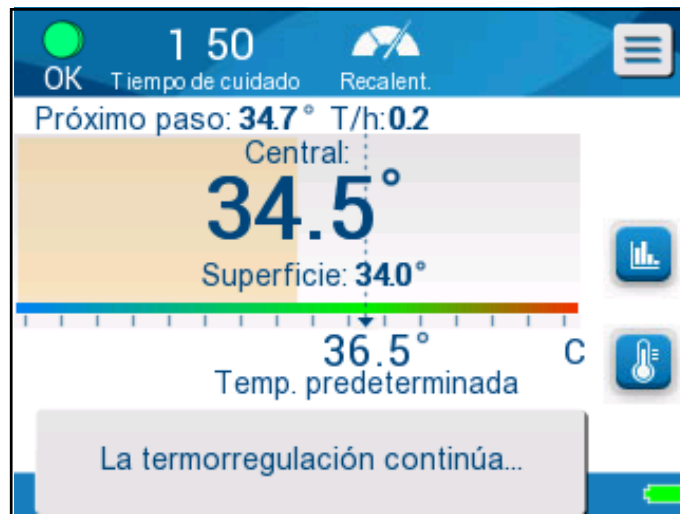 1 50
OK Tiempo de cuidado Recalent.
Próximo paso: 34.7° T/h:0.2
Central:
34.5°
Superficie: 34.0°
36.5° C
Temp. predeterminada
La termorregulación continúa...